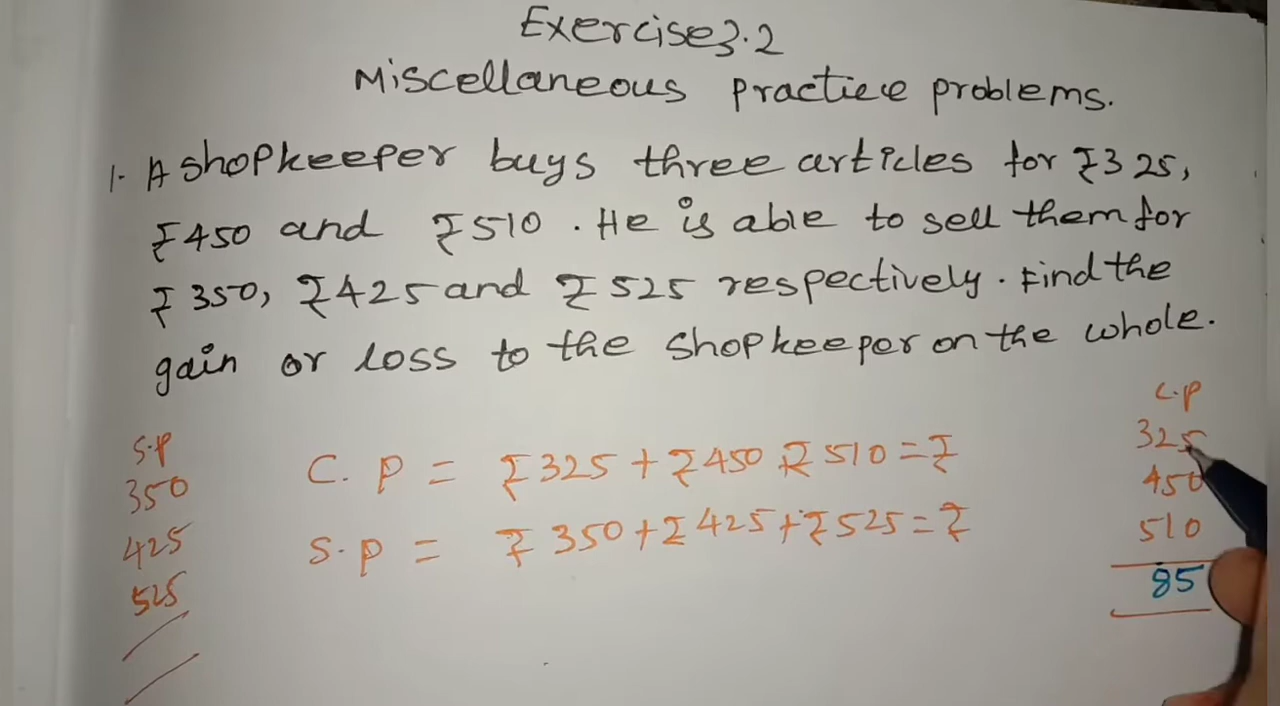 Exercise3.2
Miscellaneous practice problems.
1. A shopkeeper buys three articles for ₹325,
₹450 and ₹510. He is able to sell them for
₹350, ₹425 and ₹525 respectively. Find the
gain or loss to the shopkeeper on the whole.
S.P
350
425
525
C.P = ₹325 + ₹450 ₹510 = ₹
S.P = ₹350 + ₹425 + ₹525 = ₹
C.P
325
450
510
85